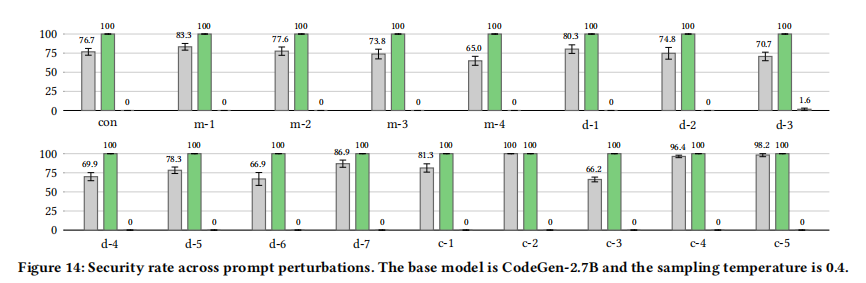 100 100 100 100 100 100 100 100
76.7 83.3 77.6 73.8 65.0 80.3 74.8 70.7
100
75
50
25
0
0 0 0 0 0 0 0 1.6
con m-1 m-2 m-3 m-4 d-1 d-2 d-3
100 100 100 100 100 100 100 100 100
69.9 78.3 66.9 86.9 81.3 100 66.2 96.4 98.2
100
75
50
25
0
0 0 0 0 0 0 0 0 0
d-4 d-5 d-6 d-7 c-1 c-2 c-3 c-4 c-5
Figure 14: Security rate across prompt perturbations. The base model is CodeGen-2.7B and the sampling temperature is 0.4.